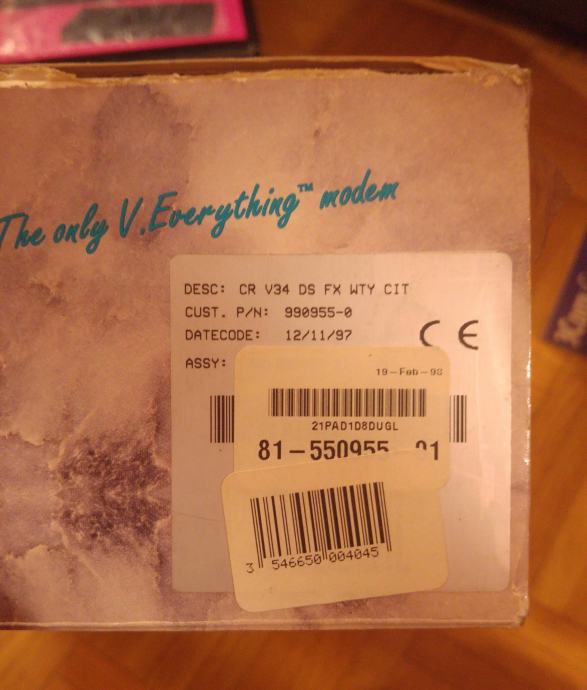 The only V.Everything™ modem
DESC: CR V34 DS FX WTY CIT
CUST. P/N: 990955-0
DATECODE: 12/11/97
CE
ASSY:
19-Feb-98
21PAD1D8DUGL
81-550955 01
3 546650 004045